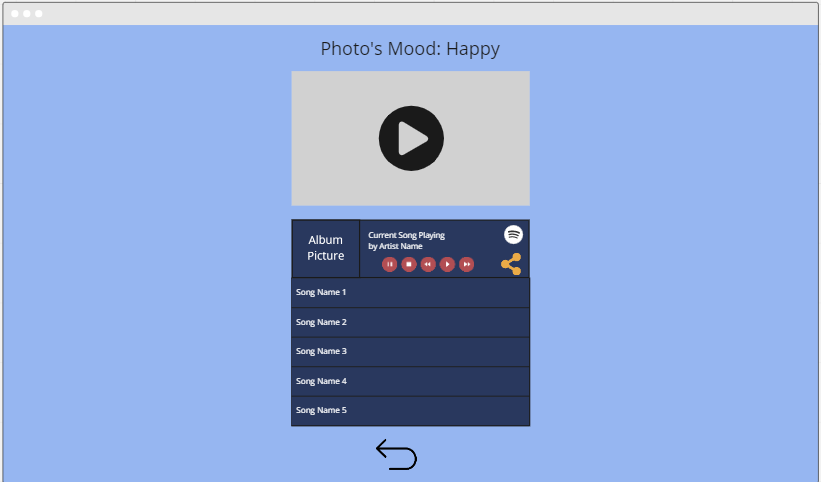 Photo's Mood: Happy
Album
Picture
Current Song Playing
by Artist Name
Song Name 1
Song Name 2
Song Name 3
Song Name 4
Song Name 5